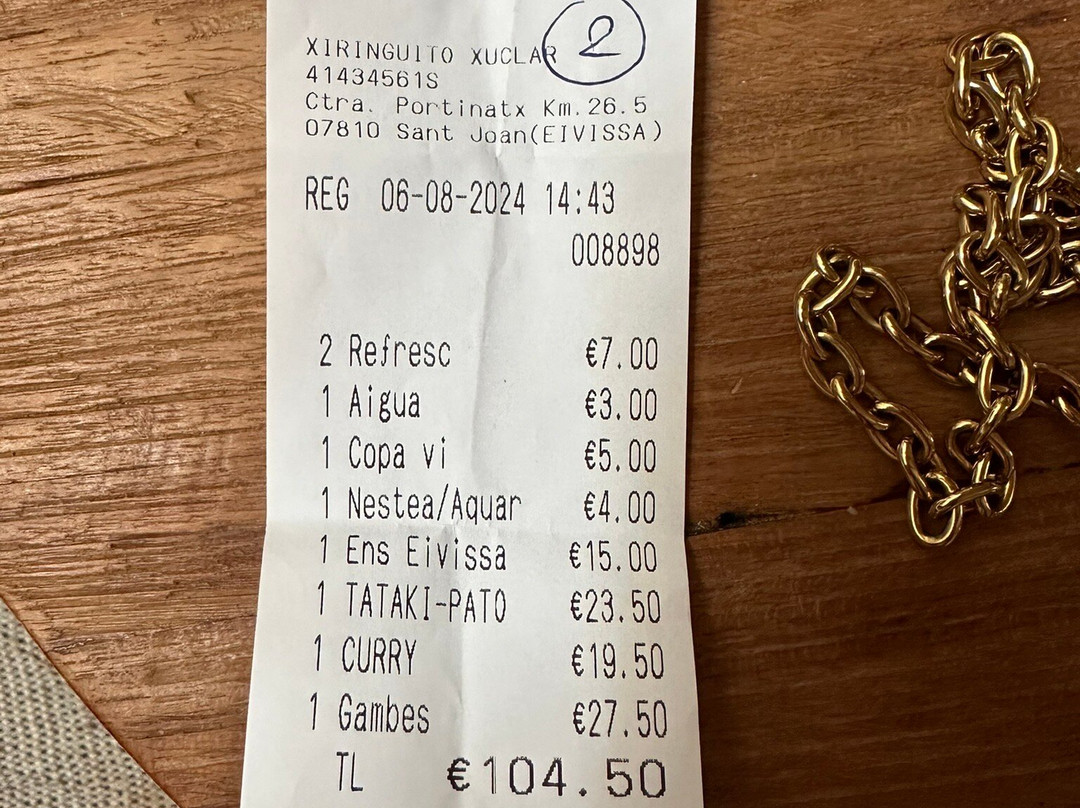 2
XIRINGUITO XUCLAR
41434561S
Ctra. Portinatx Km.26.5
07810 Sant Joan(EIVISSA)
REG 06-08-2024 14:43
008898
2 Refresc €7.00
1 Aigua €3.00
1 Copa vi €5.00
1 Nestea/Aquar €4.00
1 Ens Eivissa €15.00
1 TATAKI-PATO €23.50
1 CURRY €19.50
1 Gambes €27.50
TL €104.50